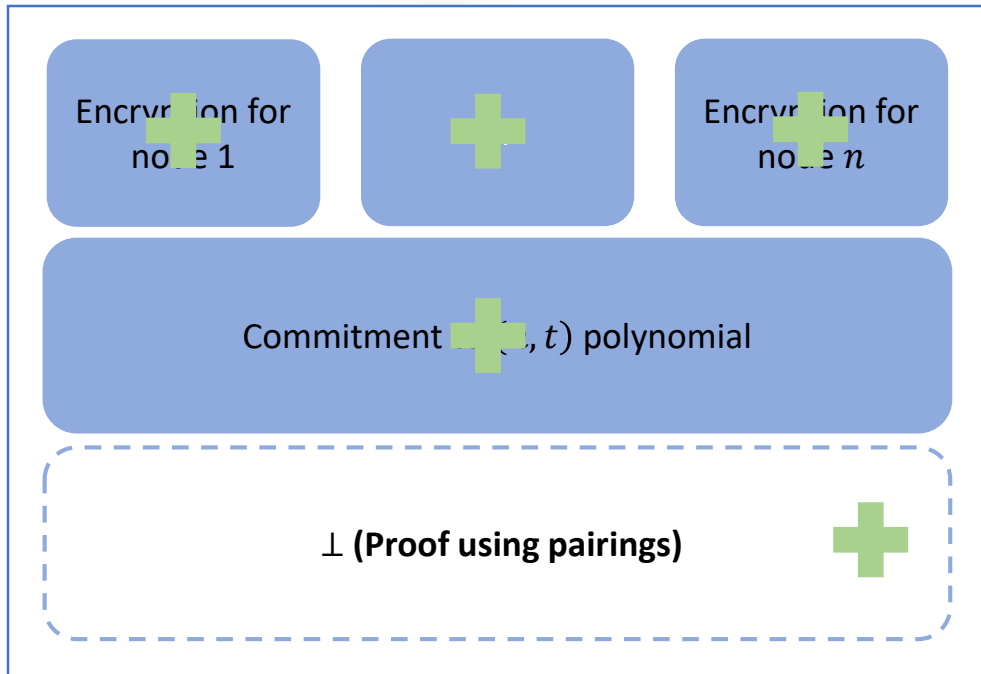 Encryption for
node 1
Encryption for
node n
Commitment (, t) polynomial
⊥ (Proof using pairings)